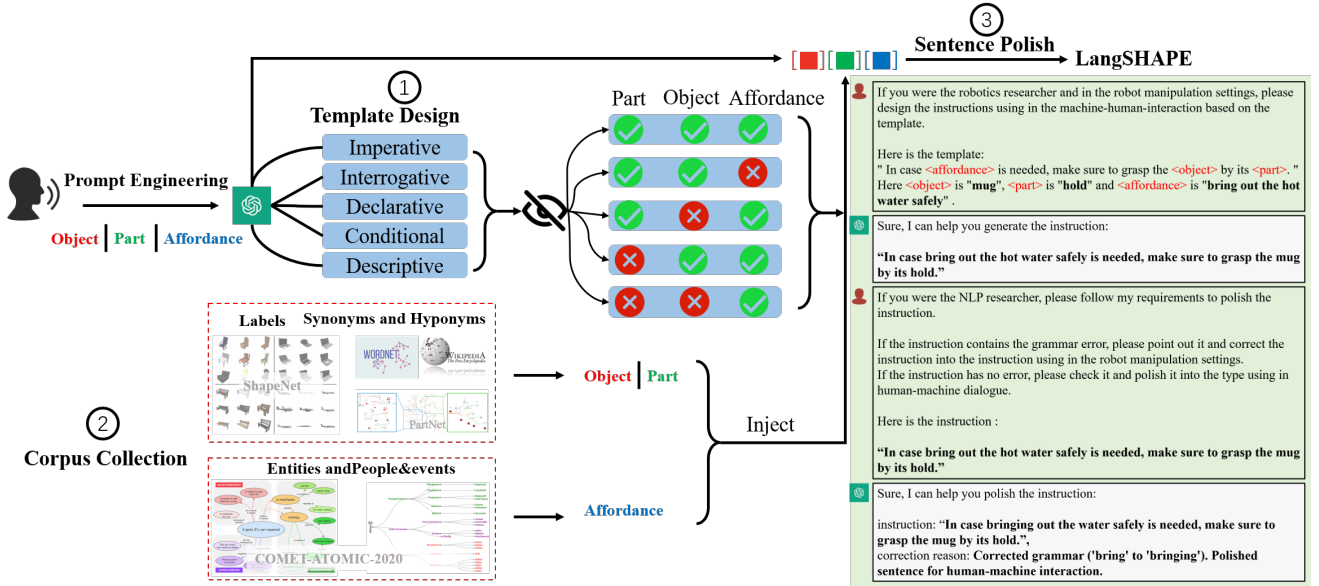 ③
Sentence Polish
LangSHAPE
①
Template Design
Part Object Affordance
Prompt Engineering
Object | Part | Affordance
Imperative
Interrogative
Declarative
Conditional
Descriptive
②
Corpus Collection
Labels
Synonyms and Hyponyms
ShapeNet
WORDNET
WIKIPEDIA
The Free Encyclopedia
PartNet
Object | Part
Entities andPeople&events
COMET-ATOMIC-2020
Affordance
Inject
If you were the robotics researcher and in the robot manipulation settings, please
design the instructions using in the machine-human-interaction based on the
template.
Here is the template:
" In case <affordance> is needed, make sure to grasp the <object> by its <part>. "
Here <object> is "mug", <part> is "hold" and <affordance> is "bring out the hot
water safely" .
Sure, I can help you generate the instruction:
“In case bring out the hot water safely is needed, make sure to grasp the mug
by its hold.”
If you were the NLP researcher, please follow my requirements to polish the
instruction.
If the instruction contains the grammar error, please point out it and correct the
instruction into the instruction using in the robot manipulation settings.
If the instruction has no error, please check it and polish it into the type using in
human-machine dialogue.
Here is the instruction :
“In case bring out the hot water safely is needed, make sure to grasp the mug
by its hold.”
Sure, I can help you polish the instruction:
instruction: “In case bringing out the water safely is needed, make sure to
grasp the mug by its hold.”,
correction reason: Corrected grammar ('bring' to 'bringing'). Polished
sentence for human-machine interaction.